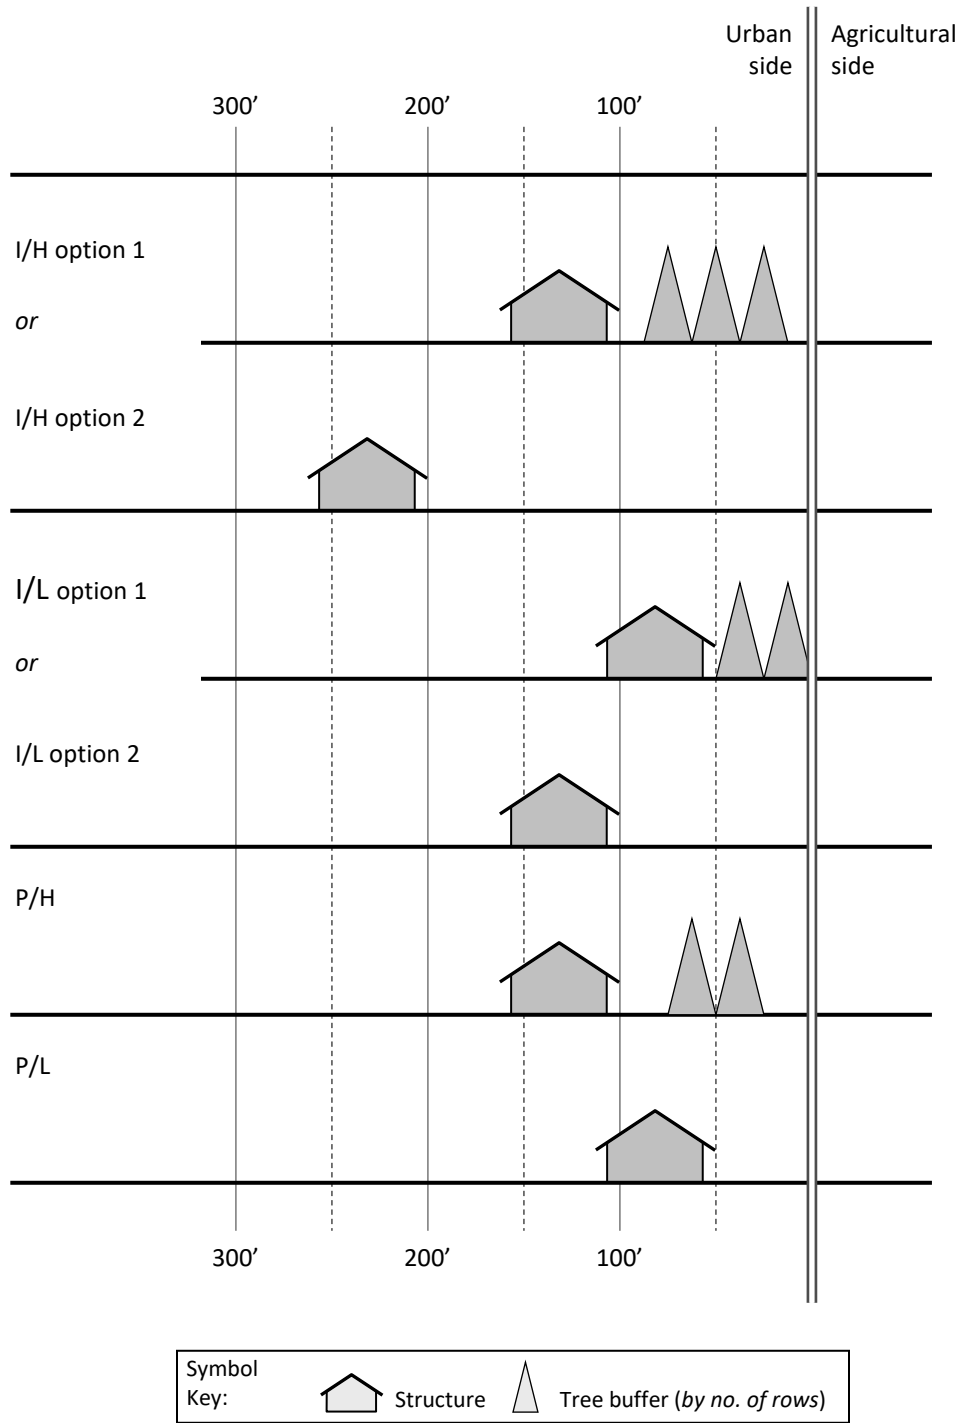 Urban side
Agricultural side
300’ 200’ 100’
I/H option 1
or
I/H option 2
I/L option 1
or
I/L option 2
P/H
P/L
300’ 200’ 100’
Symbol
Key: Structure Tree buffer (by no. of rows)